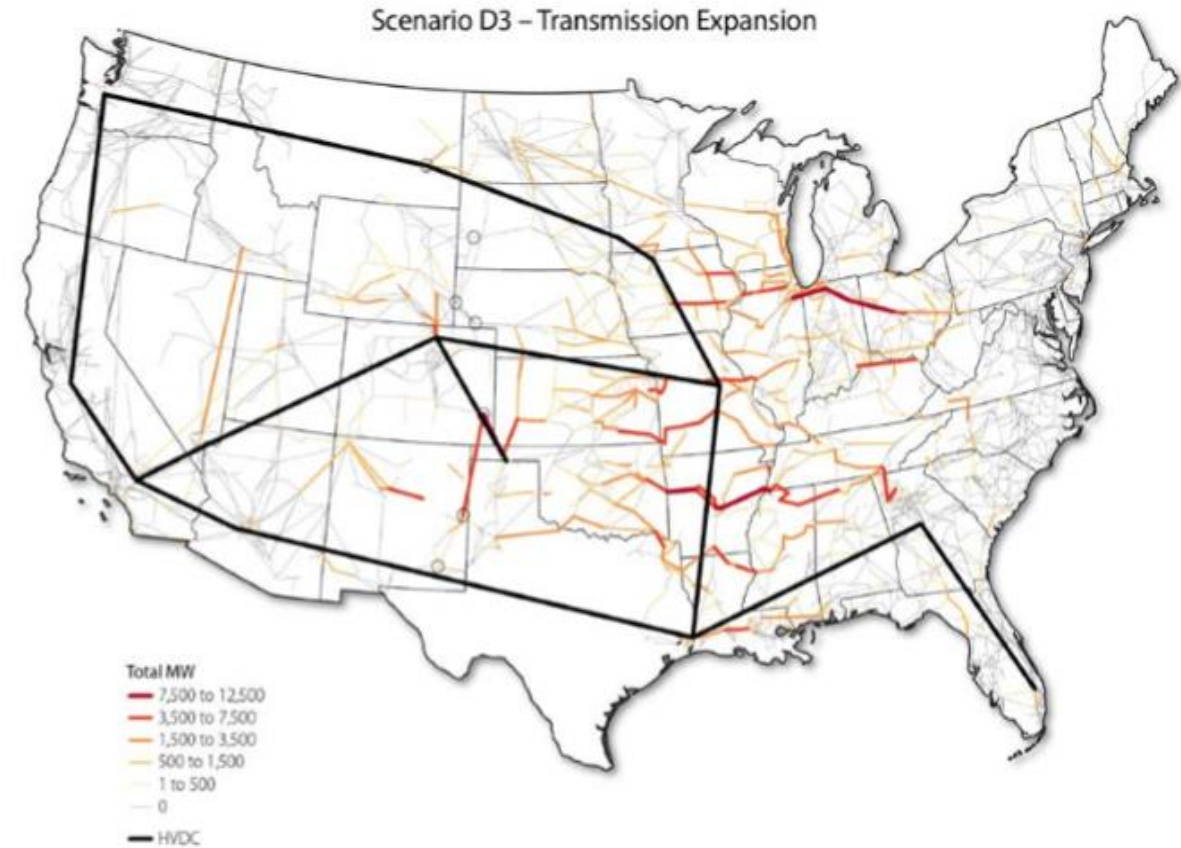 Scenario D3 – Transmission Expansion
Total MW
7,500 to 12,500
3,500 to 7,500
1,500 to 3,500
500 to 1,500
1 to 500
0
HVDC